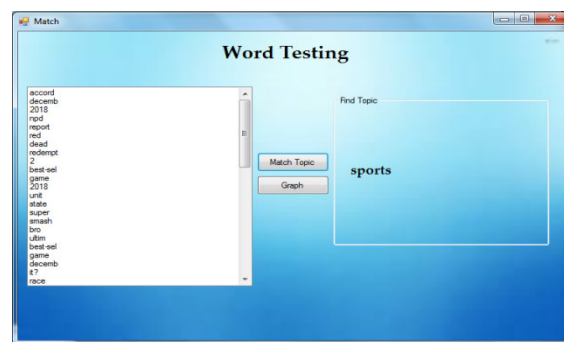 Match
Word Testing
accord
decemb
2018
npd
report
red
dead
redempt
2
best-sel
game
2018
unit
state
super
smash
bro
ultim
best-sel
game
decemb
it?
race
Match Topic
Graph
Find Topic
sports